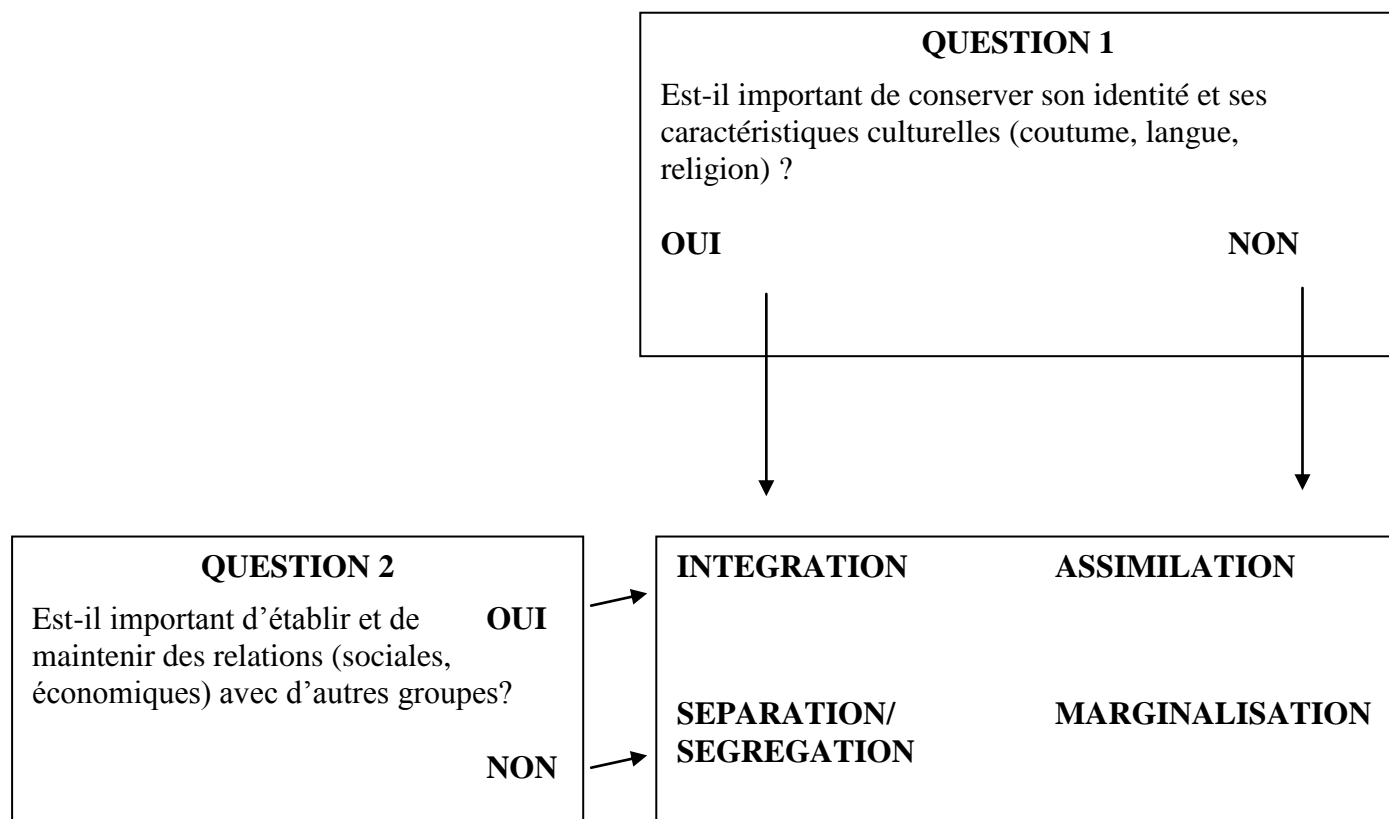 QUESTION 1
Est-il important de conserver son identité et ses
caractéristiques culturelles (coutume, langue,
religion) ?
OUI NON
QUESTION 2
Est-il important d’établir et de OUI
maintenir des relations (sociales,
économiques) avec d’autres groupes?
NON
INTEGRATION ASSIMILATION
SEPARATION/ MARGINALISATION
SEGREGATION